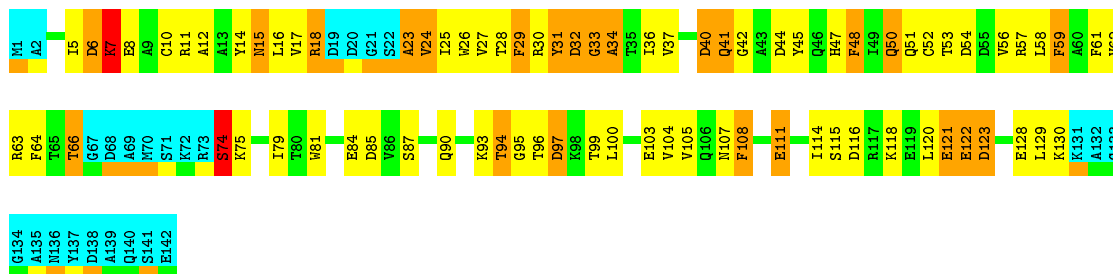 M1 A2 I5 D6 K7 E8 A9 C10 R11 A12 A13 Y14 N15 L16 V17 R18 D19 D20 G21 S22 A23 V24 I25 W26 V27 T28 F29 R30 Y31 D32 G33 A34 T35 I36 V37 D40 Q41 G42 A43 D44 Y45 Q46 H47 F48 I49 Q50 Q51 C52 T53 D54 D55 V56 R57 L58 F59 A60 F61
R63 F64 T65 T66 G67 D68 A69 M70 S71 K72 R73 S74 K75 I79 T80 W81 E84 D85 V86 S87 Q90 K93 T94 G95 T96 D97 K98 T99 L100 E103 V104 V105 Q106 N107 F108 E111 I114 S115 D116 R117 K118 E119 L120 E121 E122 D123 E128 L129 K130 K131 A132
G134 A135 N136 Y137 D138 A139 Q140 S141 E142